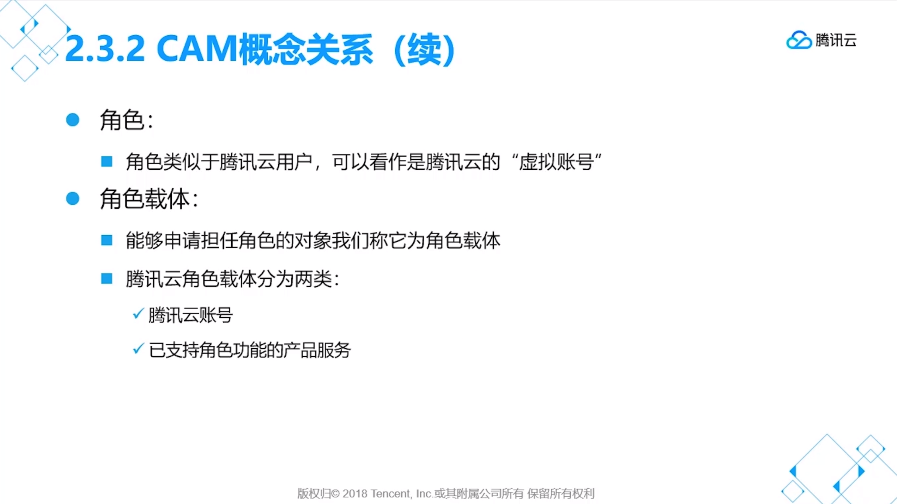 2.3.2 CAM概念关系（续）
腾讯云
角色：
角色类似于腾讯云用户，可以看作是腾讯云的“虚拟账号”
角色载体：
能够申请担任角色的对象我们称它为角色载体
腾讯云角色载体分为两类：
腾讯云账号
已支持角色功能的产品服务
版权归© 2018 Tencent, Inc.或其附属公司所有 保留所有权利